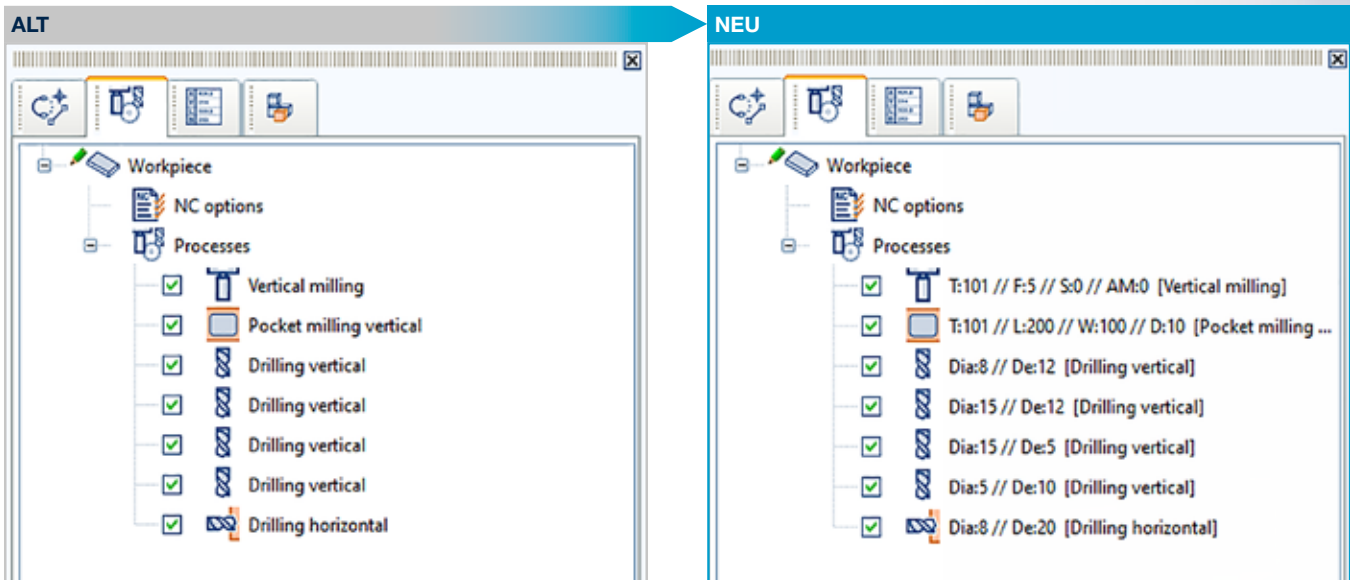 ALT
Workpiece
NC options
Processes
Vertical milling
Pocket milling vertical
Drilling vertical
Drilling vertical
Drilling vertical
Drilling vertical
Drilling horizontal
NEU
Workpiece
NC options
Processes
T:101 // F:5 // S:0 // AM:0 [Vertical milling]
T:101 // L:200 // W:100 // D:10 [Pocket milling ...
Dia:8 // De:12 [Drilling vertical]
Dia:15 // De:12 [Drilling vertical]
Dia:15 // De:5 [Drilling vertical]
Dia:5 // De:10 [Drilling vertical]
Dia:8 // De:20 [Drilling horizontal]